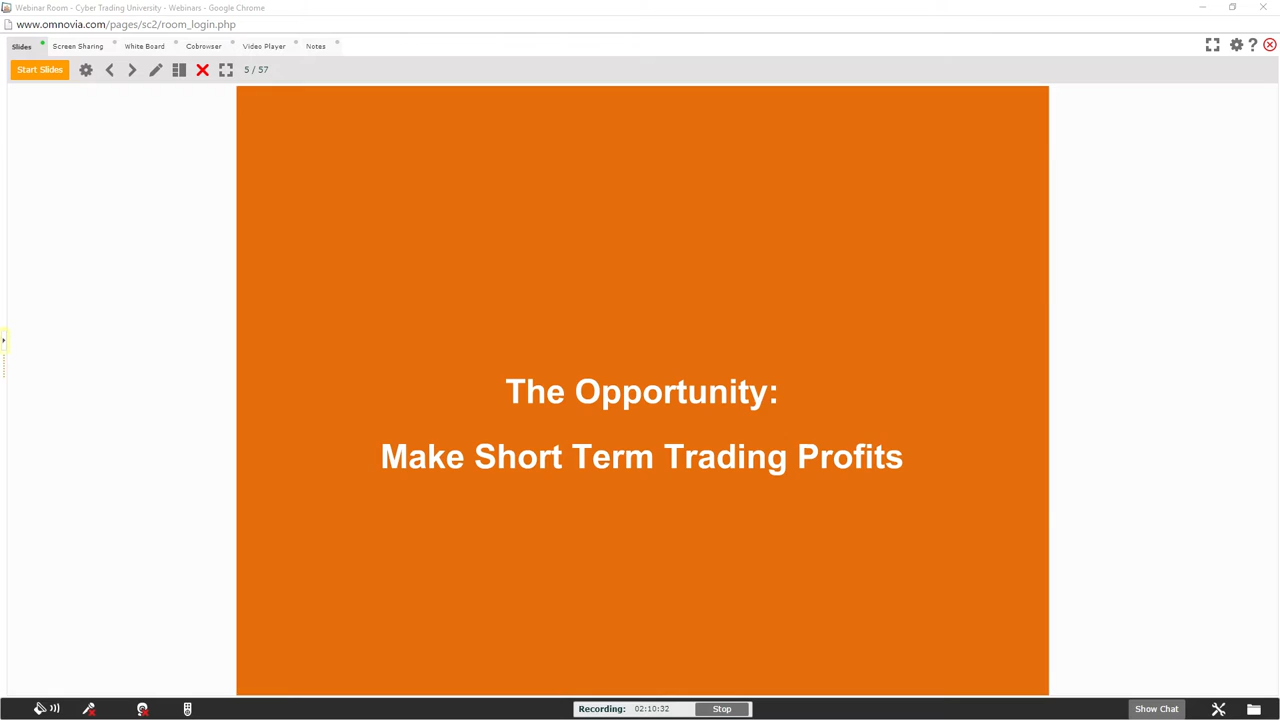 Webinar Room - Cyber Trading University - Webinars - Google Chrome
www.omnovia.com/pages/sc2/room_login.php
Slides Screen Sharing White Board Cobrowser Video Player Notes
Start Slides 5 / 57
The Opportunity:
Make Short Term Trading Profits
Recording: 02:10:32 Stop Show Chat